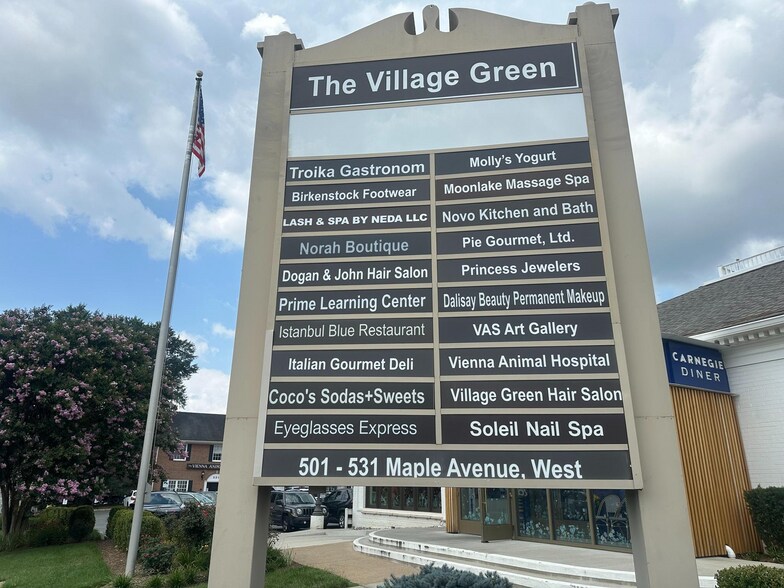 The Village Green
Troika Gastronom
Birkenstock Footwear
LASH & SPA BY NEDA LLC
Norah Boutique
Dogan & John Hair Salon
Prime Learning Center
Istanbul Blue Restaurant
Italian Gourmet Deli
Coco's Sodas+Sweets
Eyeglasses Express
Molly's Yogurt
Moonlake Massage Spa
Novo Kitchen and Bath
Pie Gourmet, Ltd.
Princess Jewelers
Dalisay Beauty Permanent Makeup
VAS Art Gallery
Vienna Animal Hospital
Village Green Hair Salon
Soleil Nail Spa
501 - 531 Maple Avenue, West
CARNEGIE
DINER